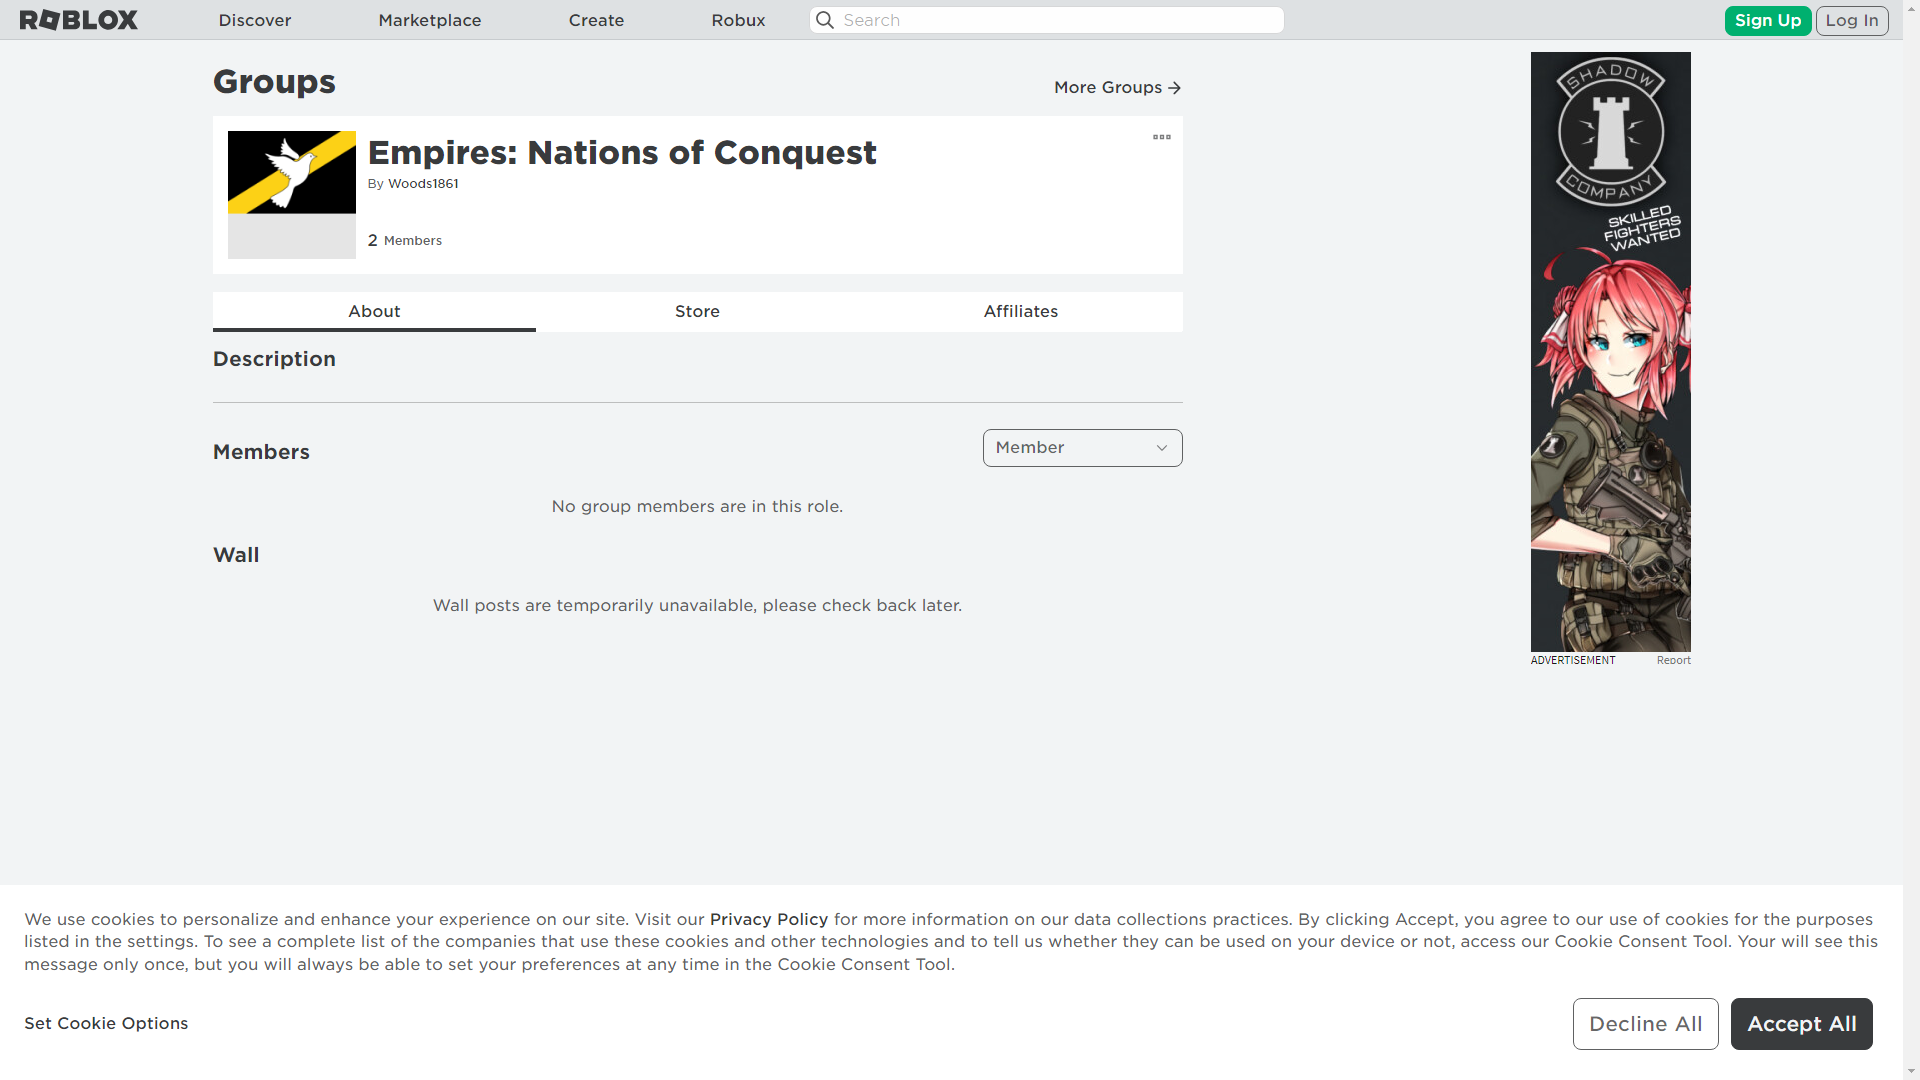 ROBLOX
Discover
Marketplace
Create
Robux
Search
Sign Up
Log In
Groups
More Groups
Empires: Nations of Conquest
By Woods1861
2 Members
About
Store
Affiliates
Description
Members
Member
No group members are in this role.
Wall
Wall posts are temporarily unavailable, please check back later.
SHADOW
COMPANY
SKILLED
FIGHTERS
WANTED
ADVERTISEMENT
Report
We use cookies to personalize and enhance your experience on our site. Visit our Privacy Policy for more information on our data collections practices. By clicking Accept, you agree to our use of cookies for the purposes
listed in the settings. To see a complete list of the companies that use these cookies and other technologies and to tell us whether they can be used on your device or not, access our Cookie Consent Tool. Your will see this
message only once, but you will always be able to set your preferences at any time in the Cookie Consent Tool.
Set Cookie Options
Decline All
Accept All